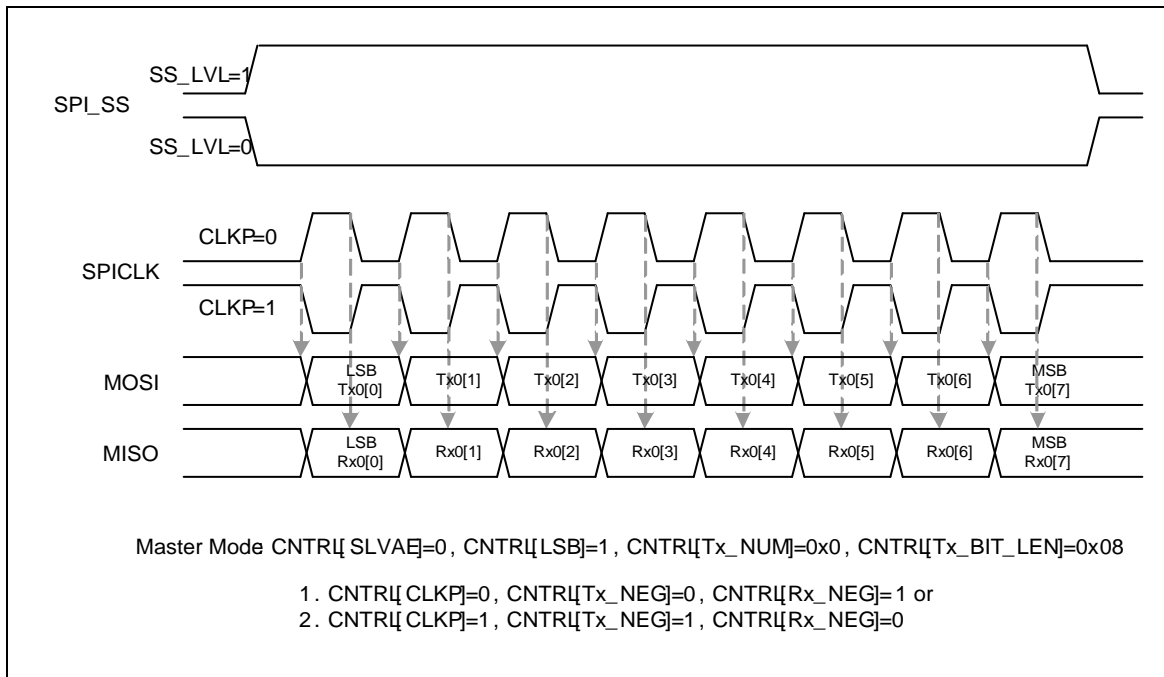 SS_LVL=1
SPI_SS
SS_LVL=0
CLKP=0
SPICLK
CLKP=1
MOSI
LSB
Tx0[0]
Tx0[1]
Tx0[2]
Tx0[3]
Tx0[4]
Tx0[5]
Tx0[6]
MSB
Tx0[7]
MISO
LSB
Rx0[0]
Rx0[1]
Rx0[2]
Rx0[3]
Rx0[4]
Rx0[5]
Rx0[6]
MSB
Rx0[7]
Master Mode: CNTRL[SLVAE]=0, CNTRL[LSB]=1, CNTRL[Tx_NUM]=0x0, CNTRL[Tx_BIT_LEN]=0x08
1. CNTRL[CLKP]=0, CNTRL[Tx_NEG]=0, CNTRL[Rx_NEG]=1 or
2. CNTRL[CLKP]=1, CNTRL[Tx_NEG]=1, CNTRL[Rx_NEG]=0